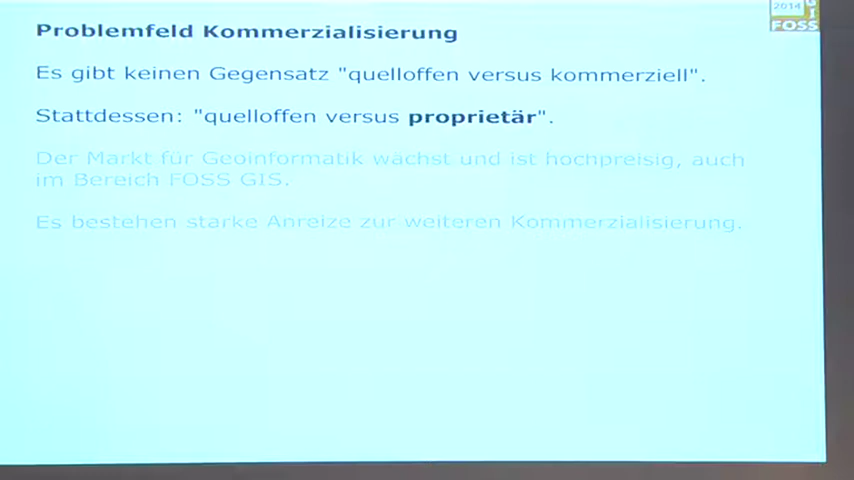 2014 GI
FOSS
Problemfeld Kommerzialisierung
Es gibt keinen Gegensatz "quelloffen versus kommerziell".
Stattdessen: "quelloffen versus proprietär".
Der Markt für Geoinformatik wächst und ist hochpreisig, auch
im Bereich FOSS GIS.
Es bestehen starke Anreize zur weiteren Kommerzialisierung.